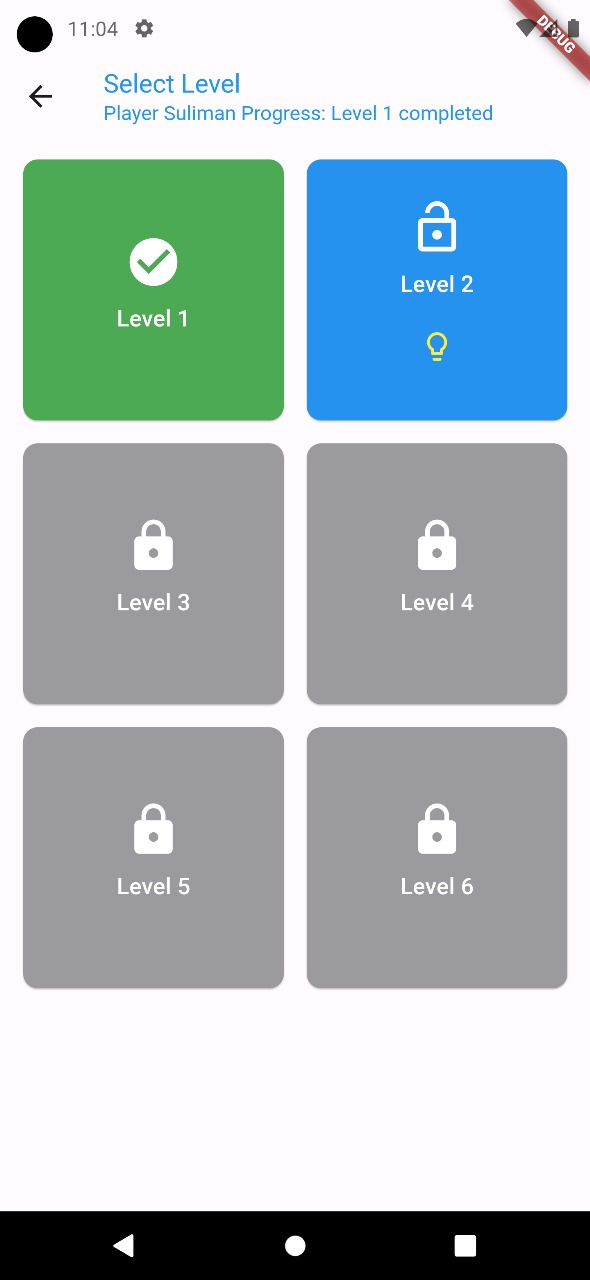 11:04
DEBUG
Select Level
Player Suliman Progress: Level 1 completed
Level 1
Level 2
Level 3
Level 4
Level 5
Level 6